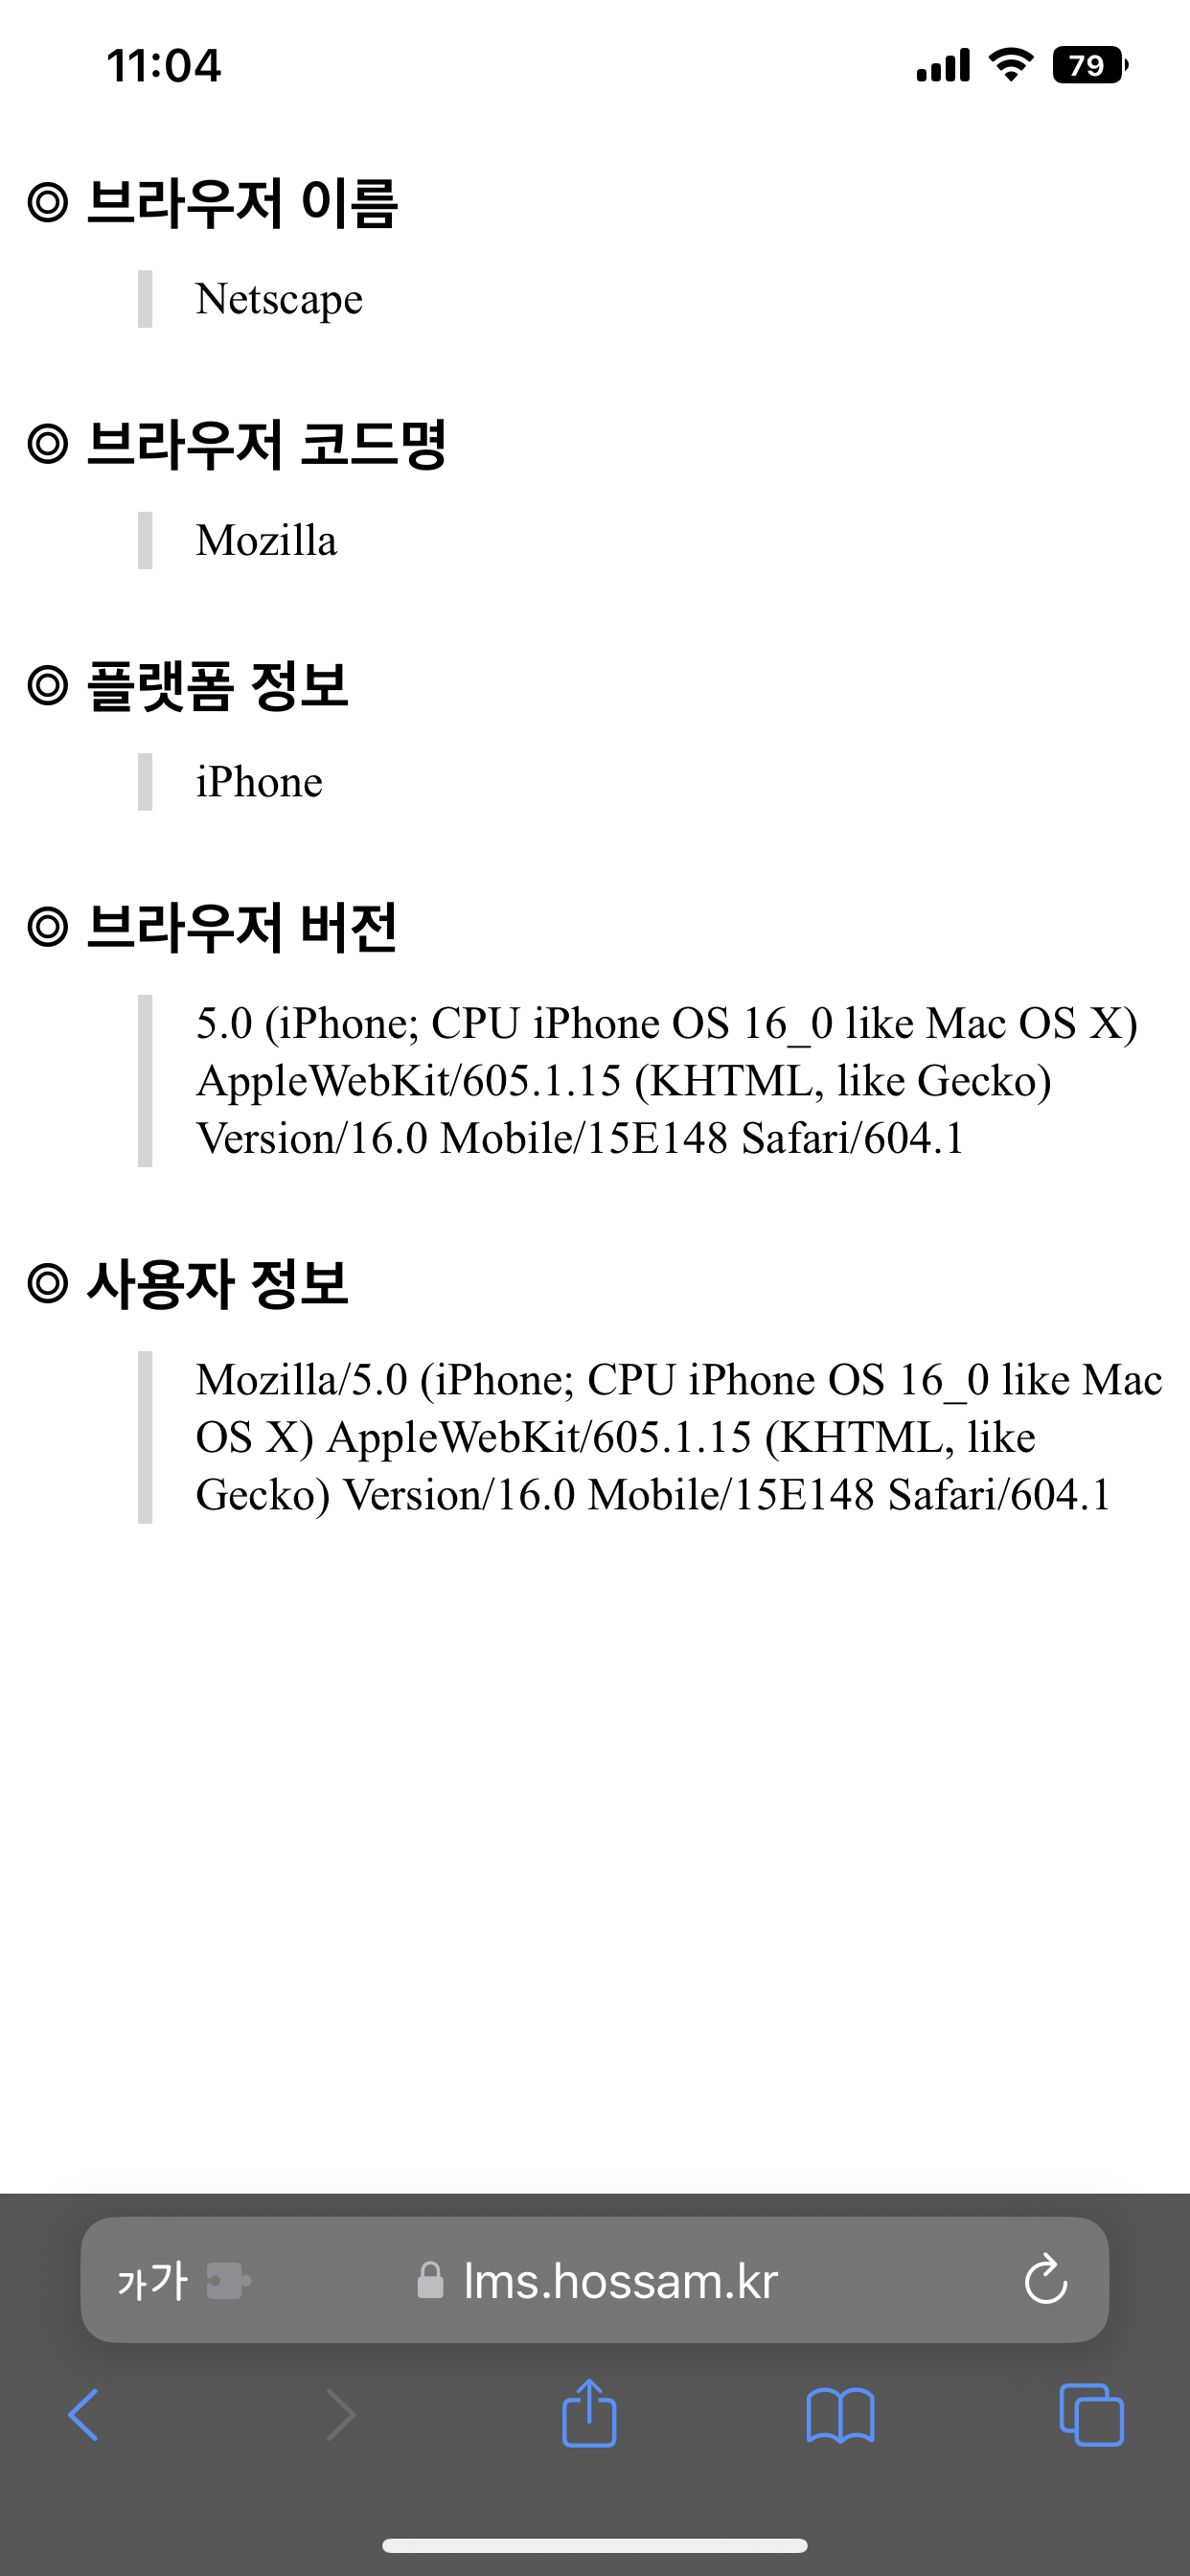 11:04
79
◎ 브라우저 이름
Netscape
◎ 브라우저 코드명
Mozilla
◎ 플랫폼 정보
iPhone
◎ 브라우저 버전
5.0 (iPhone; CPU iPhone OS 16_0 like Mac OS X)
AppleWebKit/605.1.15 (KHTML, like Gecko)
Version/16.0 Mobile/15E148 Safari/604.1
◎ 사용자 정보
Mozilla/5.0 (iPhone; CPU iPhone OS 16_0 like Mac
OS X) AppleWebKit/605.1.15 (KHTML, like
Gecko) Version/16.0 Mobile/15E148 Safari/604.1
가가 lms.hossam.kr